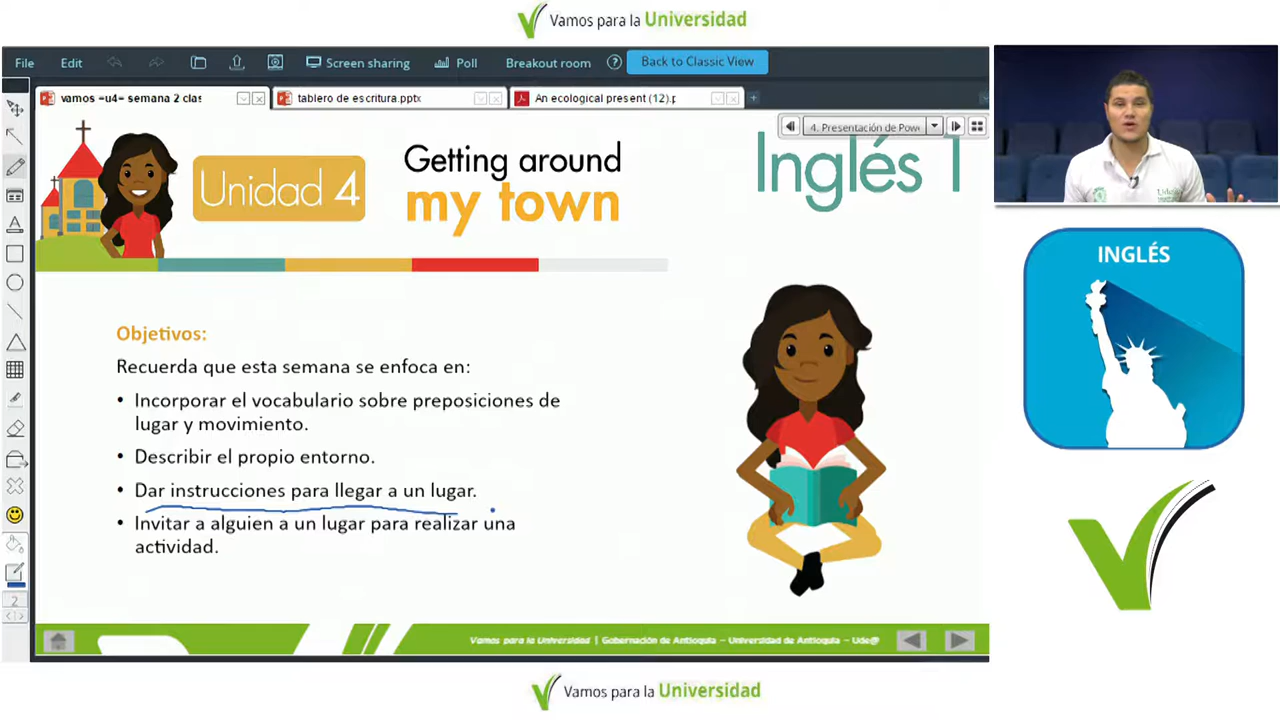 Vamos para la Universidad
File Edit Screen sharing Poll Breakout room ? Back to Classic View
vamos =u4= semana 2 clas tablero de escritura.pptx An ecological present (12).p
4. Presentación de Pow
Getting around
my town
Unidad 4
Inglés 1
INGLÉS
Objetivos:
Recuerda que esta semana se enfoca en:
• Incorporar el vocabulario sobre preposiciones de
lugar y movimiento.
• Describir el propio entorno.
• Dar instrucciones para llegar a un lugar.
• Invitar a alguien a un lugar para realizar una
actividad.
2
Vamos para la Universidad | Gobernación de Antioquia – Universidad de Antioquia – Ude@
Vamos para la Universidad